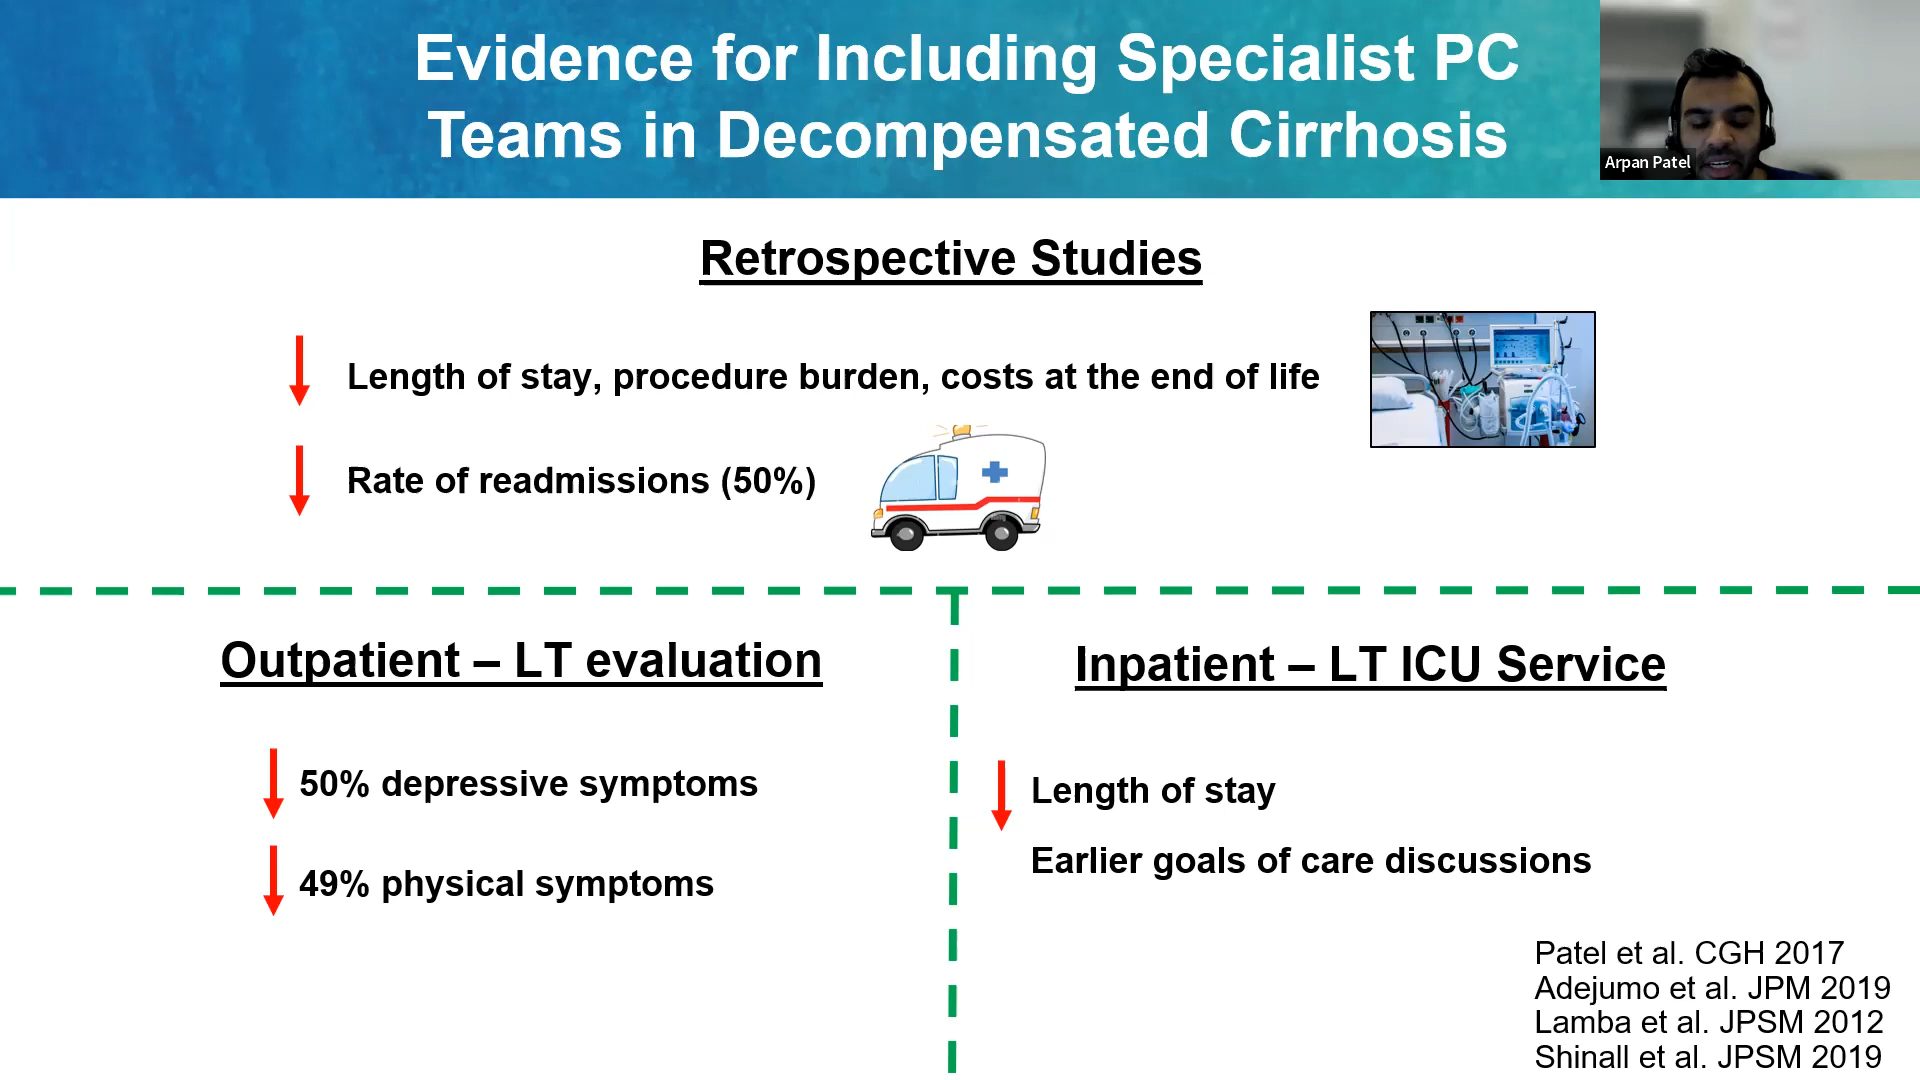 Evidence for Including Specialist PC
Teams in Decompensated Cirrhosis
Arpan Patel
Retrospective Studies
Length of stay, procedure burden, costs at the end of life
Rate of readmissions (50%)
Outpatient – LT evaluation
50% depressive symptoms
49% physical symptoms
Inpatient – LT ICU Service
Length of stay
Earlier goals of care discussions
Patel et al. CGH 2017
Adejumo et al. JPM 2019
Lamba et al. JPSM 2012
Shinall et al. JPSM 2019